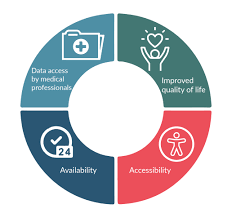 Data access
by medical
professionals
Improved
quality of life
24
Availability
Accessibility